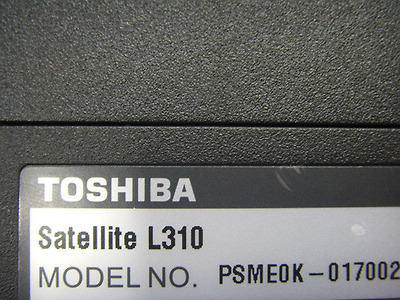 TOSHIBA
Satellite L310
MODEL NO. PSME0K-017002